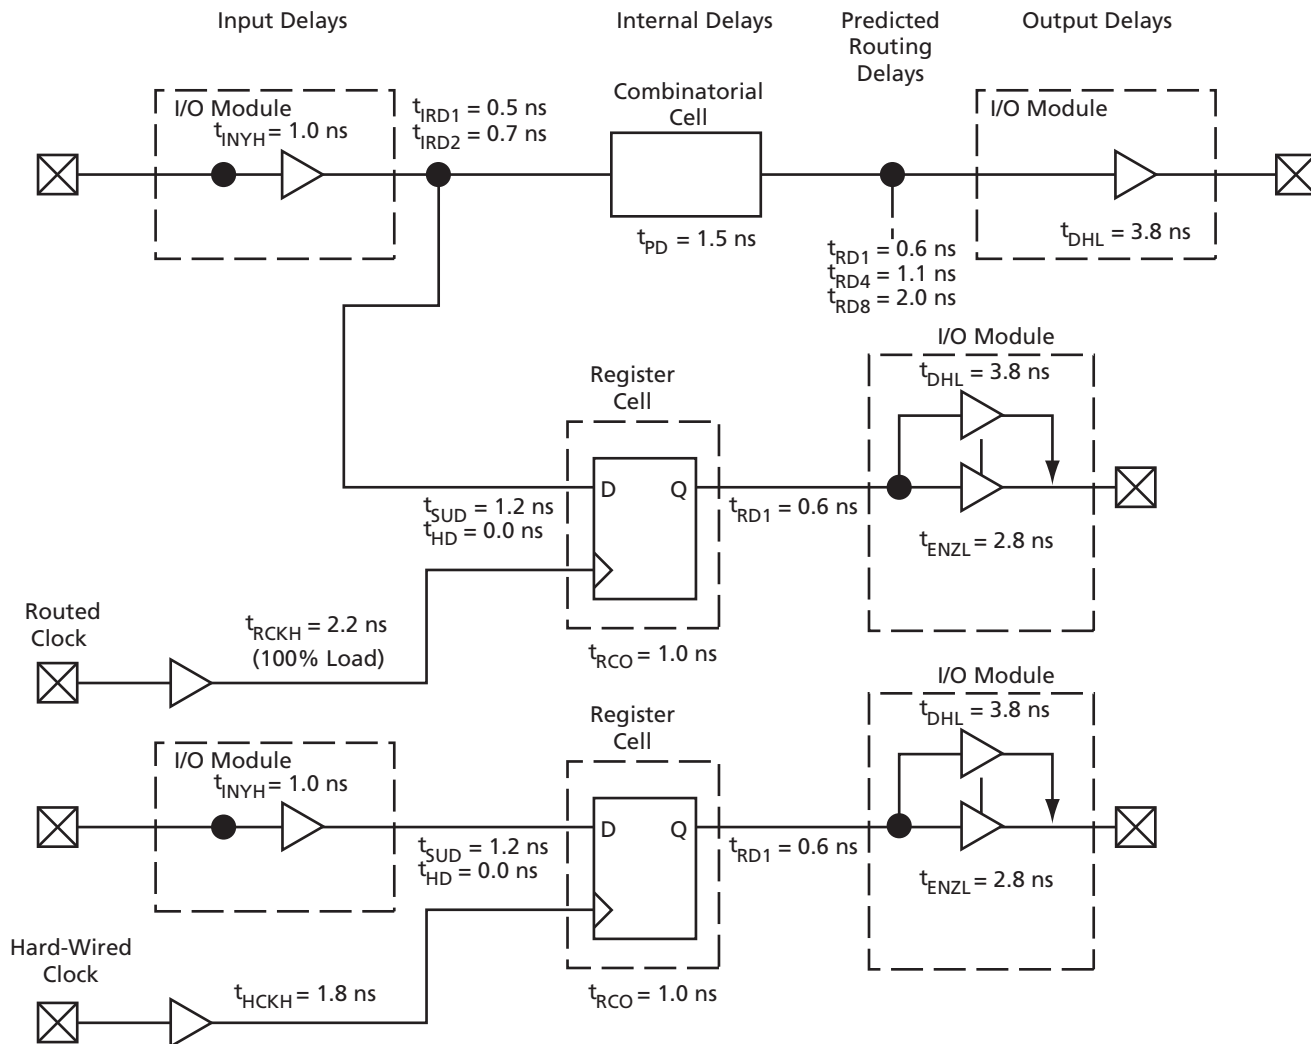 Input Delays
Internal Delays
Predicted
Routing
Delays
Output Delays
I/O Module
tINYH = 1.0 ns
tIRD1 = 0.5 ns
tIRD2 = 0.7 ns
Combinatorial
Cell
tPD = 1.5 ns
I/O Module
tDHL = 3.8 ns
tRD1 = 0.6 ns
tRD4 = 1.1 ns
tRD8 = 2.0 ns
I/O Module
tDHL = 3.8 ns
Register
Cell
D Q
tSUD = 1.2 ns
tHD = 0.0 ns
tRD1 = 0.6 ns
tENZL = 2.8 ns
Routed
Clock
tRCKH = 2.2 ns
(100% Load)
tRCO = 1.0 ns
I/O Module
tDHL = 3.8 ns
Register
Cell
I/O Module
tINYH = 1.0 ns
D Q
tSUD = 1.2 ns
tHD = 0.0 ns
tRD1 = 0.6 ns
tENZL = 2.8 ns
Hard-Wired
Clock
tHCKH = 1.8 ns
tRCO = 1.0 ns